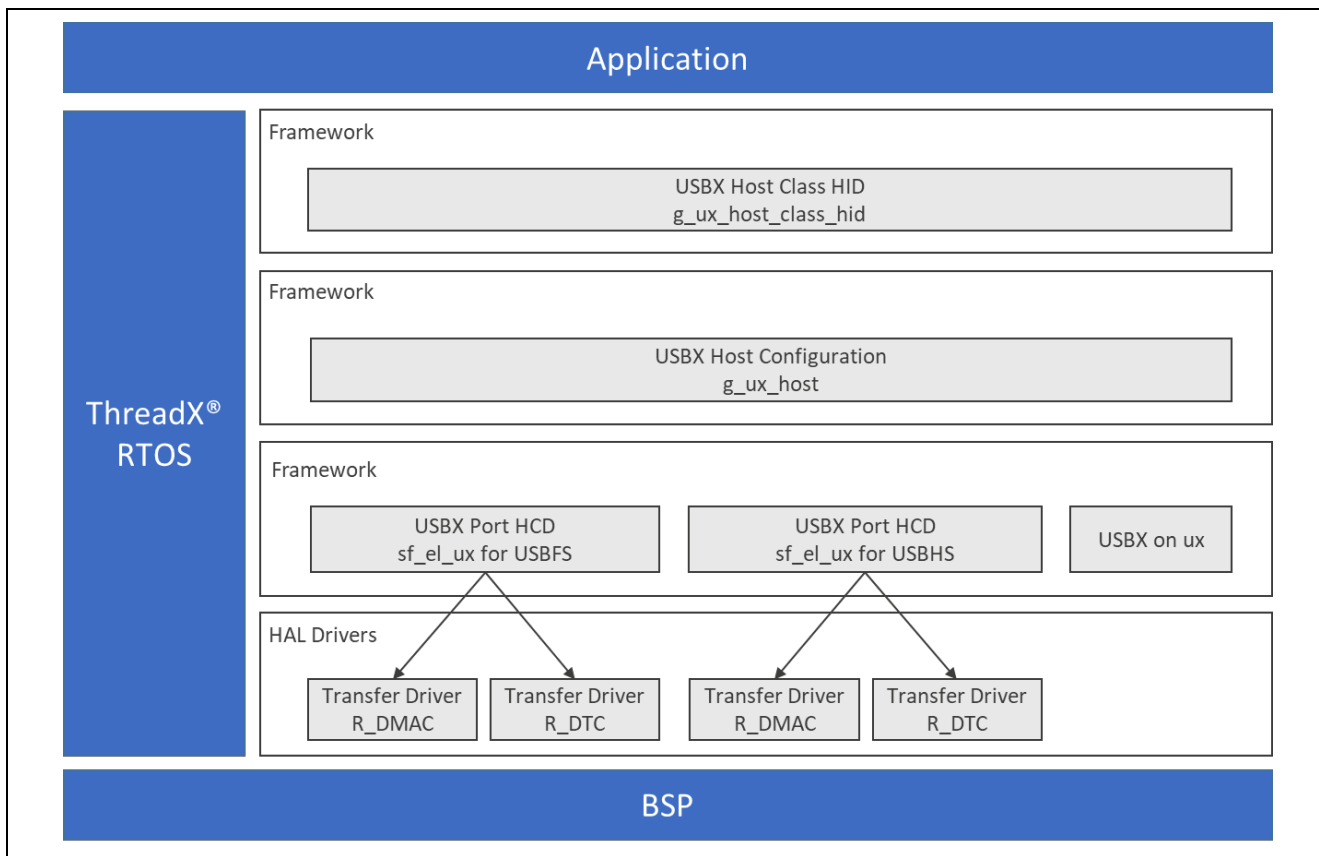 Application
ThreadX®
RTOS
Framework
USBX Host Class HID
g_ux_host_class_hid
Framework
USBX Host Configuration
g_ux_host
Framework
USBX Port HCD
sf_el_ux for USBFS
USBX Port HCD
sf_el_ux for USBHS
USBX on ux
HAL Drivers
Transfer Driver
R_DMAC
Transfer Driver
R_DTC
Transfer Driver
R_DMAC
Transfer Driver
R_DTC
BSP